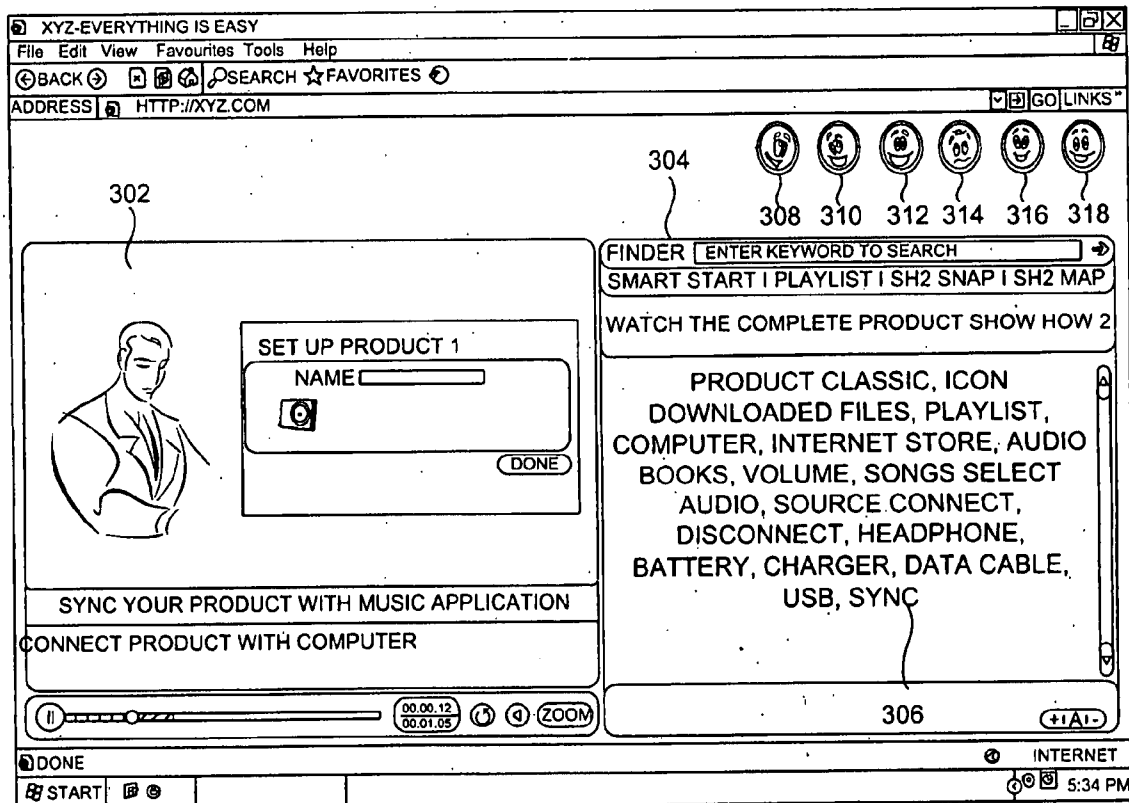 XYZ-EVERYTHING IS EASY
File Edit View Favourites Tools Help
BACK SEARCH FAVORITES
ADDRESS HTTP://XYZ.COM GO LINKS"
302
304
308 310 312 314 316 318
FINDER ENTER KEYWORD TO SEARCH
SMART START I PLAYLIST I SH2 SNAP I SH2 MAP
WATCH THE COMPLETE PRODUCT SHOW HOW 2
SET UP PRODUCT 1
NAME
DONE
SYNC YOUR PRODUCT WITH MUSIC APPLICATION
CONNECT PRODUCT WITH COMPUTER
00.00.12
00.01.05
ZOOM
PRODUCT CLASSIC, ICON
DOWNLOADED FILES, PLAYLIST,
COMPUTER, INTERNET STORE, AUDIO
BOOKS, VOLUME, SONGS SELECT
AUDIO, SOURCE CONNECT,
DISCONNECT, HEADPHONE,
BATTERY, CHARGER, DATA CABLE,
USB, SYNC
306
+IAI-
DONE INTERNET
START 5:34 PM